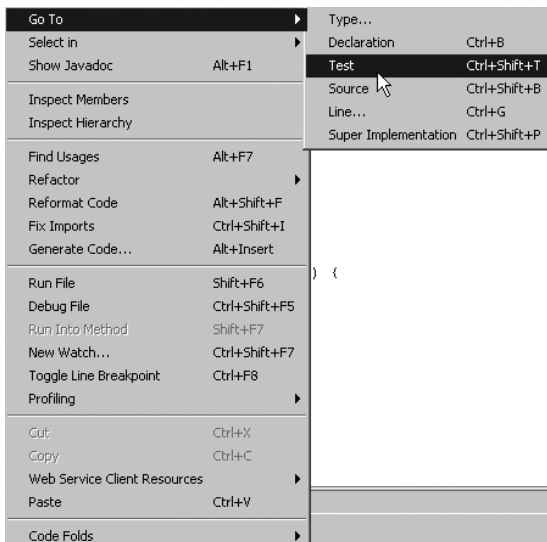 Go To
Select in
Show Javadoc Alt+F1
Inspect Members
Inspect Hierarchy
Find Usages Alt+F7
Refactor
Reformat Code Alt+Shift+F
Fix Imports Ctrl+Shift+I
Generate Code... Alt+Insert
Run File Shift+F6
Debug File Ctrl+Shift+F5
Run Into Method Shift+F7
New Watch... Ctrl+Shift+F7
Toggle Line Breakpoint Ctrl+F8
Profiling
Cut Ctrl+X
Copy Ctrl+C
Web Service Client Resources
Paste Ctrl+V
Code Folds
Type...
Declaration Ctrl+B
Test Ctrl+Shift+T
Source Ctrl+Shift+B
Line... Ctrl+G
Super Implementation Ctrl+Shift+P
) {